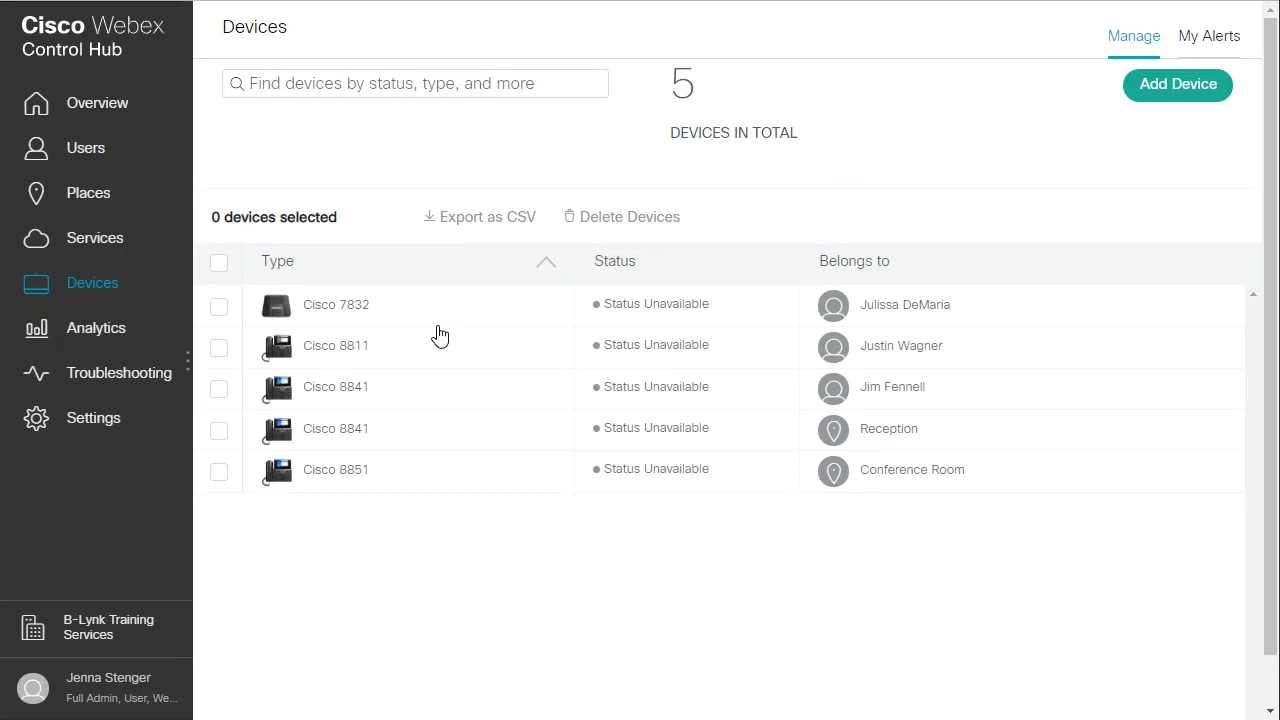 Cisco Webex
Control Hub
Overview
Users
Places
Services
Devices
Analytics
Troubleshooting
Settings
B-Lynk Training
Services
Jenna Stenger
Full Admin, User, We...
Devices
Manage
My Alerts
Find devices by status, type, and more
5
DEVICES IN TOTAL
Add Device
0 devices selected
Export as CSV
Delete Devices
Type
Status
Belongs to
Cisco 7832
Status Unavailable
Julissa DeMaria
Cisco 8811
Status Unavailable
Justin Wagner
Cisco 8841
Status Unavailable
Jim Fennell
Cisco 8841
Status Unavailable
Reception
Cisco 8851
Status Unavailable
Conference Room